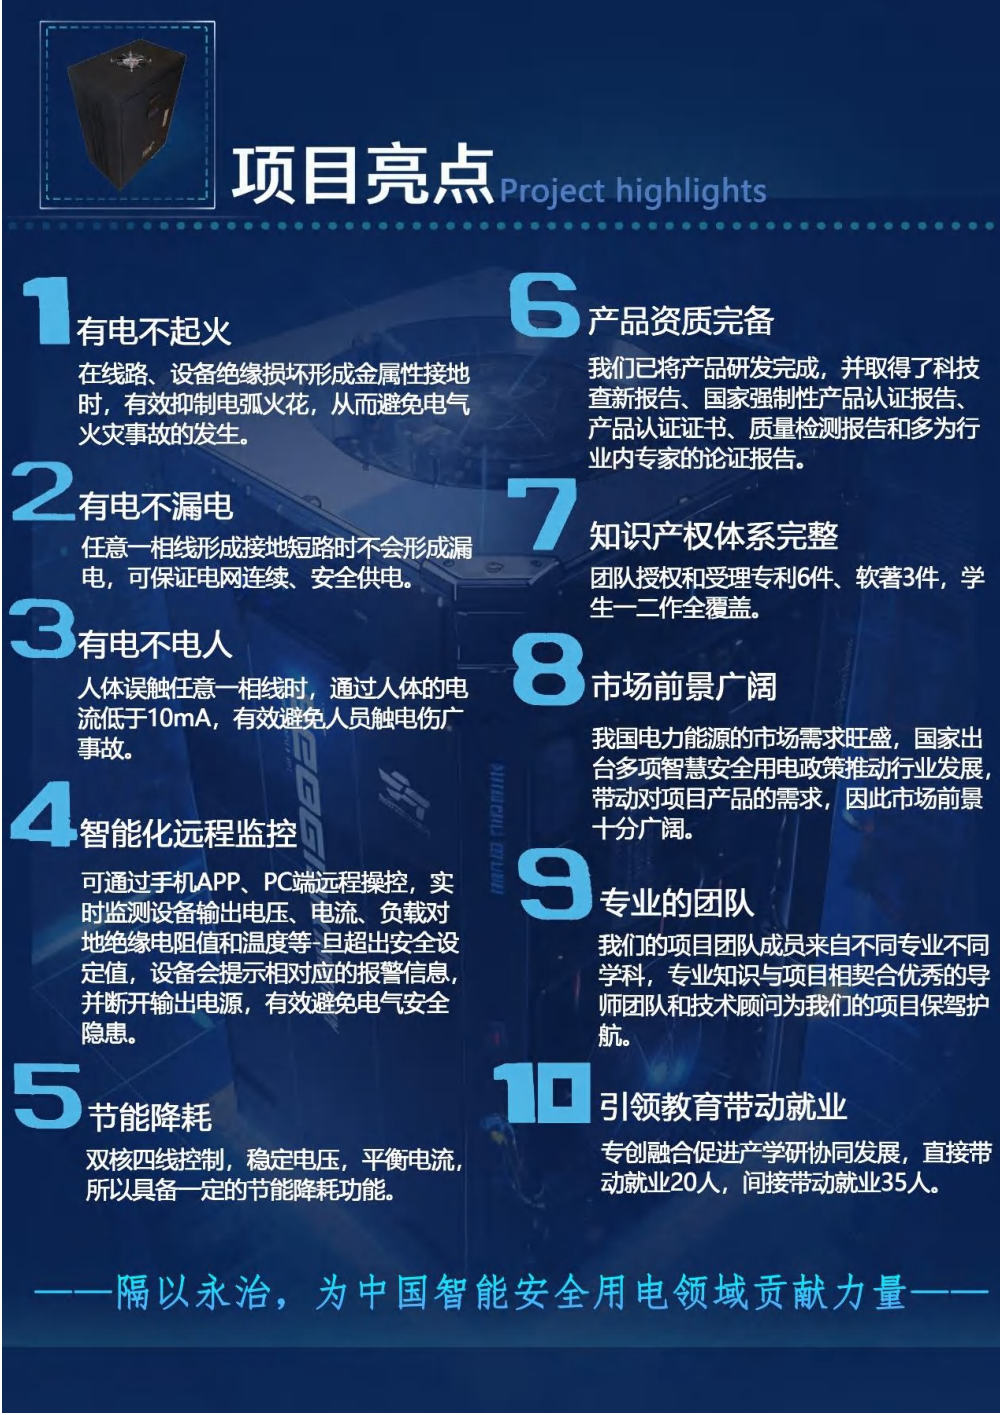 项目亮点 Project highlights
1 有电不起火
在线路、设备绝缘损坏形成金属性接地
时，有效抑制电弧火花，从而避免电气
火灾事故的发生。
2 有电不漏电
任意一相线形成接地短路时不会形成漏
电，可保证电网连续、安全供电。
3 有电不电人
人体误触任意一相线时，通过人体的电
流低于10mA，有效避免人员触电伤广
事故。
4 智能化远程监控
可通过手机APP、PC端远程操控，实
时监测设备输出电压、电流、负载对
地绝缘电阻值和温度等-旦超出安全设
定值，设备会提示相对应的报警信息，
并断开输出电源，有效避免电气安全
隐患。
5 节能降耗
双核四线控制，稳定电压，平衡电流，
所以具备一定的节能降耗功能。
6 产品资质完备
我们已将产品研发完成，并取得了科技
查新报告、国家强制性产品认证报告、
产品认证证书、质量检测报告和多为行
业内专家的论证报告。
7 知识产权体系完整
团队授权和受理专利6件、软著3件，学
生一二作全覆盖。
8 市场前景广阔
我国电力能源的市场需求旺盛，国家出
台多项智慧安全用电政策推动行业发展，
带动对项目产品的需求，因此市场前景
十分广阔。
9 专业的团队
我们的项目团队成员来自不同专业不同
学科，专业知识与项目相契合优秀的导
师团队和技术顾问为我们的项目保驾护
航。
10 引领教育带动就业
专创融合促进产学研协同发展，直接带
动就业20人，间接带动就业35人。
——隔以永治，为中国智能安全用电领域贡献力量——